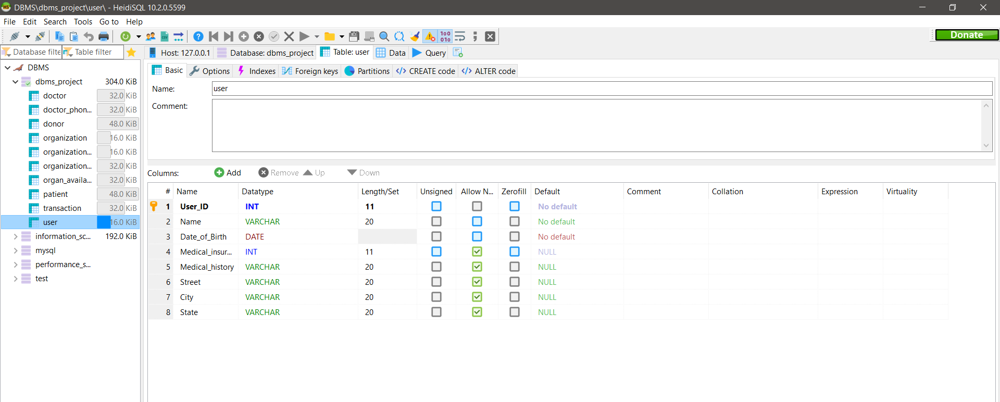 DBMS\dbms_project\user\ - HeidiSQL 10.2.0.5599
File Edit Search Tools Go to Help
Donate
Database filte Table filter
Host: 127.0.0.1 Database: dbms_project Table: user Data Query
DBMS
dbms_project 304.0 KiB
doctor 32.0 KiB
doctor_phon... 32.0 KiB
donor 48.0 KiB
organization 16.0 KiB
organization... 16.0 KiB
organization... 32.0 KiB
organ_availa... 32.0 KiB
patient 48.0 KiB
transaction 32.0 KiB
user 16.0 KiB
information_sc... 192.0 KiB
mysql
performance_s...
test
Basic Options Indexes Foreign keys Partitions CREATE code ALTER code
Name: user
Comment:
Columns: Add Remove Up Down
# Name Datatype Length/Set Unsigned Allow N... Zerofill Default Comment Collation Expression Virtuality
1 User_ID INT 11 No default
2 Name VARCHAR 20 No default
3 Date_of_Birth DATE No default
4 Medical_insur... INT 11 NULL
5 Medical_history VARCHAR 20 NULL
6 Street VARCHAR 20 NULL
7 City VARCHAR 20 NULL
8 State VARCHAR 20 NULL